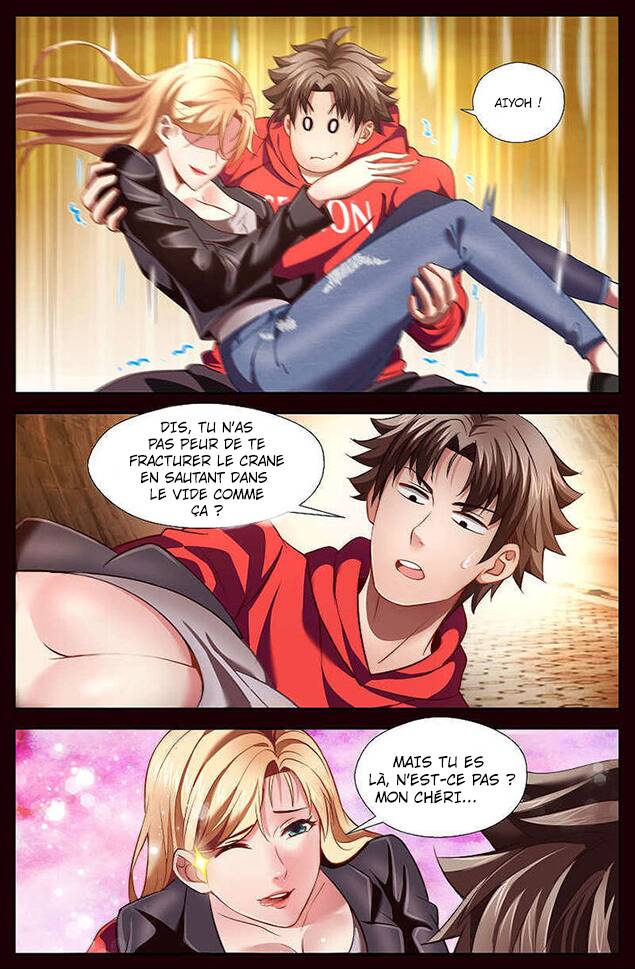 AIYOH !
DIS, TU N'AS
PAS PEUR DE TE
FRACTURER LE CRANE
EN SAUTANT DANS
LE VIDE COMME
ÇA ?
MAIS TU ES
LÀ, N'EST-CE PAS ?
MON CHÉRI...